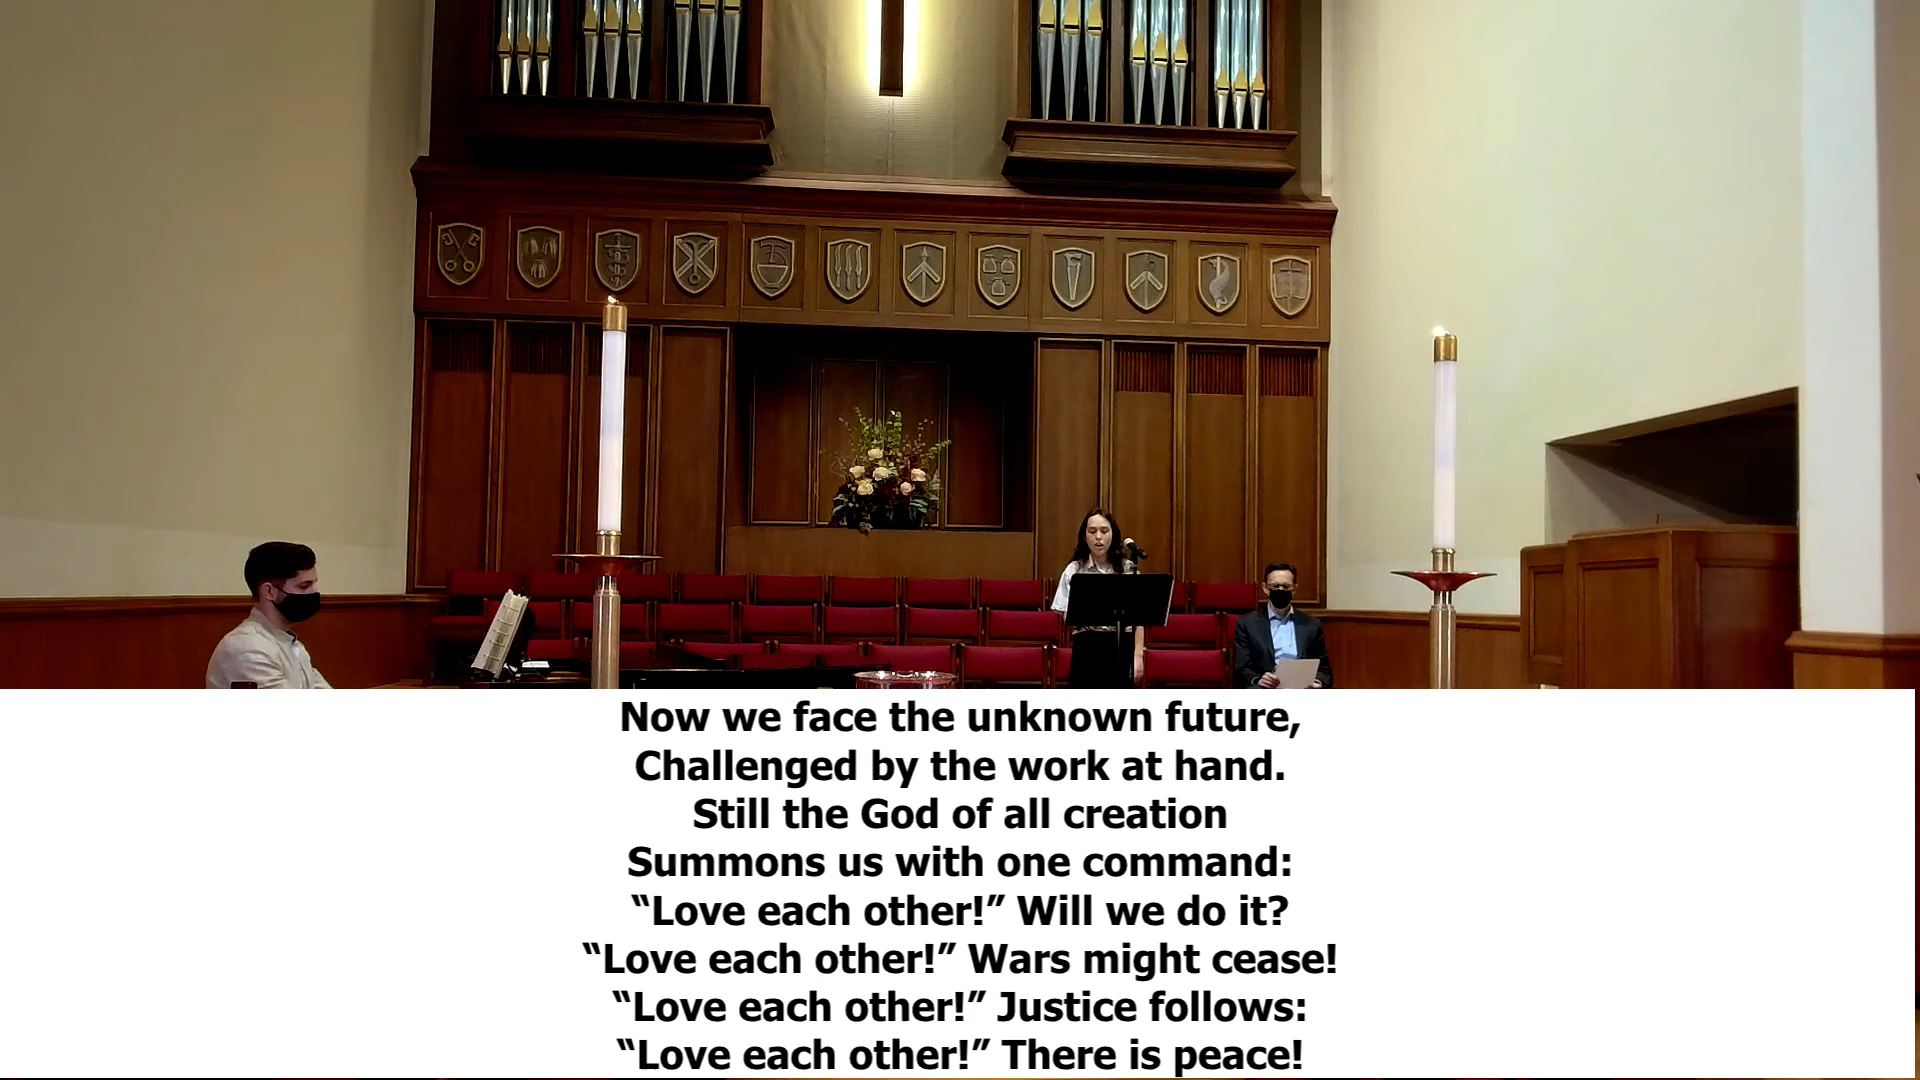 Now we face the unknown future,
Challenged by the work at hand.
Still the God of all creation
Summons us with one command:
“Love each other!” Will we do it?
“Love each other!” Wars might cease!
“Love each other!” Justice follows:
“Love each other!” There is peace!